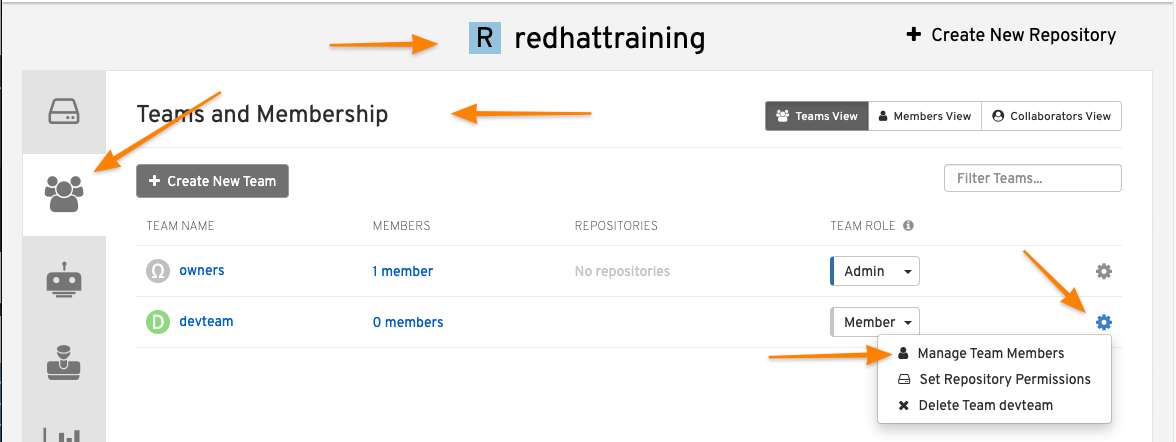 R redhattraining
+ Create New Repository
Teams and Membership
Teams View Members View Collaborators View
+ Create New Team
Filter Teams...
TEAM NAME MEMBERS REPOSITORIES TEAM ROLE
Ω owners 1 member No repositories Admin
D devteam 0 members Member
Manage Team Members
Set Repository Permissions
Delete Team devteam